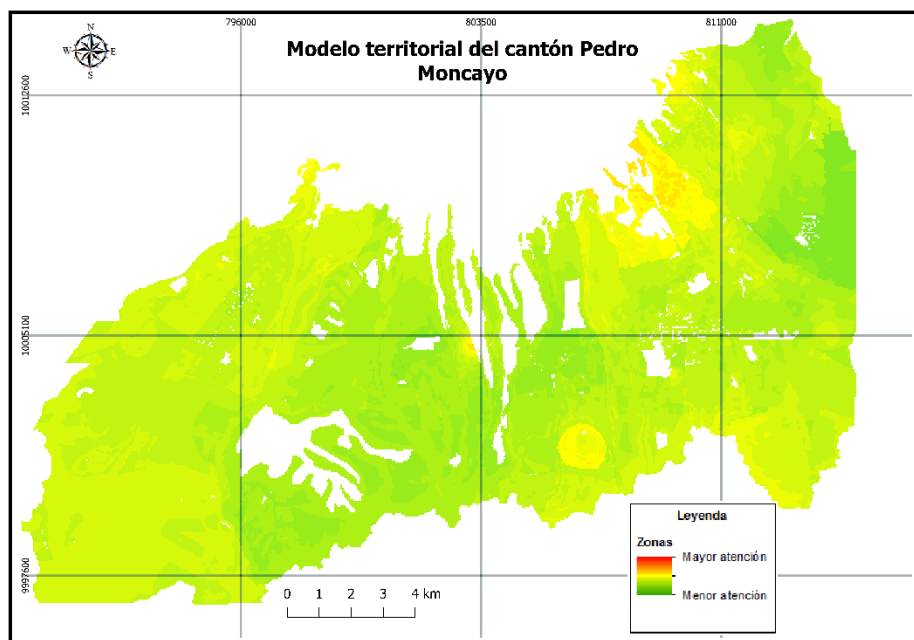 796000
803500
811000
N
W
E
S
Modelo territorial del cantón Pedro
Moncayo
10012600
10005100
9997600
Leyenda
Zonas
Mayor atención
Menor atención
0 1 2 3 4 km